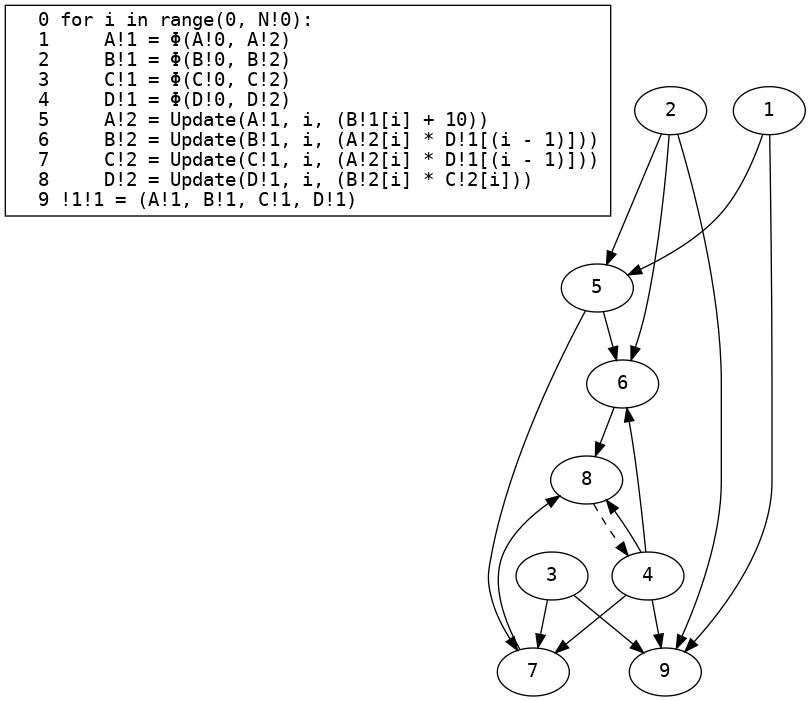 0 for i in range(0, N!0):
1     A!1 = Φ(A!0, A!2)
2     B!1 = Φ(B!0, B!2)
3     C!1 = Φ(C!0, C!2)
4     D!1 = Φ(D!0, D!2)
5     A!2 = Update(A!1, i, (B!1[i] + 10))
6     B!2 = Update(B!1, i, (A!2[i] * D!1[(i - 1)]))
7     C!2 = Update(C!1, i, (A!2[i] * D!1[(i - 1)]))
8     D!2 = Update(D!1, i, (B!2[i] * C!2[i]))
9 !1!1 = (A!1, B!1, C!1, D!1)
2 1
5
6
8
3 4
7 9